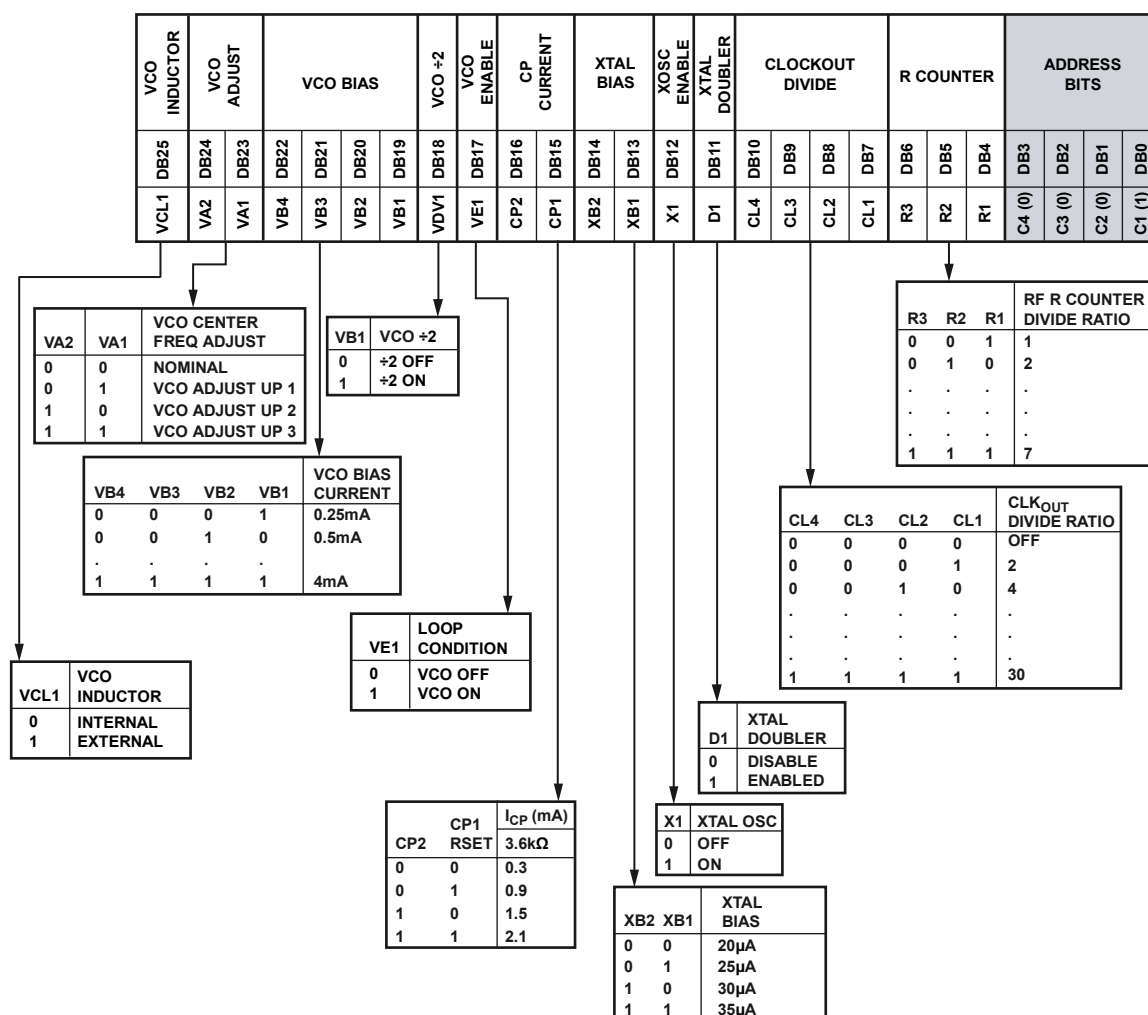 VCO INDUCTOR
VCO ADJUST
VCO BIAS
VCO ÷2
VCO ENABLE
CP CURRENT
XTAL BIAS
XOSC ENABLE
XTAL DOUBLER
CLOCKOUT DIVIDE
R COUNTER
ADDRESS BITS
DB25 DB24 DB23 DB22 DB21 DB20 DB19 DB18 DB17 DB16 DB15 DB14 DB13 DB12 DB11 DB10 DB9 DB8 DB7 DB6 DB5 DB4 DB3 DB2 DB1 DB0
VCL1 VA2 VA1 VB4 VB3 VB2 VB1 VDV1 VE1 CP2 CP1 XB2 XB1 X1 D1 CL4 CL3 CL2 CL1 R3 R2 R1 C4 (0) C3 (0) C2 (0) C1 (1)
VA2 VA1 VCO CENTER FREQ ADJUST
0 0 NOMINAL
0 1 VCO ADJUST UP 1
1 0 VCO ADJUST UP 2
1 1 VCO ADJUST UP 3
VB1 VCO ÷2
0 ÷2 OFF
1 ÷2 ON
R3 R2 R1 RF R COUNTER DIVIDE RATIO
0 0 1 1
0 1 0 2
. . . .
. . . .
. . . .
1 1 1 7
VB4 VB3 VB2 VB1 VCO BIAS CURRENT
0 0 0 1 0.25mA
0 0 1 0 0.5mA
. .
1 1 1 1 4mA
CL4 CL3 CL2 CL1 CLKOUT DIVIDE RATIO
0 0 0 0 OFF
0 0 0 1 2
0 0 1 0 4
. . . . .
. . . . .
. . . . .
1 1 1 1 30
VE1 LOOP CONDITION
0 VCO OFF
1 VCO ON
VCL1 VCO INDUCTOR
0 INTERNAL
1 EXTERNAL
D1 XTAL DOUBLER
0 DISABLE
1 ENABLED
CP2 CP1 RSET ICP (mA)
3.6kΩ
0 0 0.3
0 1 0.9
1 0 1.5
1 1 2.1
X1 XTAL OSC
0 OFF
1 ON
XB2 XB1 XTAL BIAS
0 0 20µA
0 1 25µA
1 0 30µA
1 1 35µA